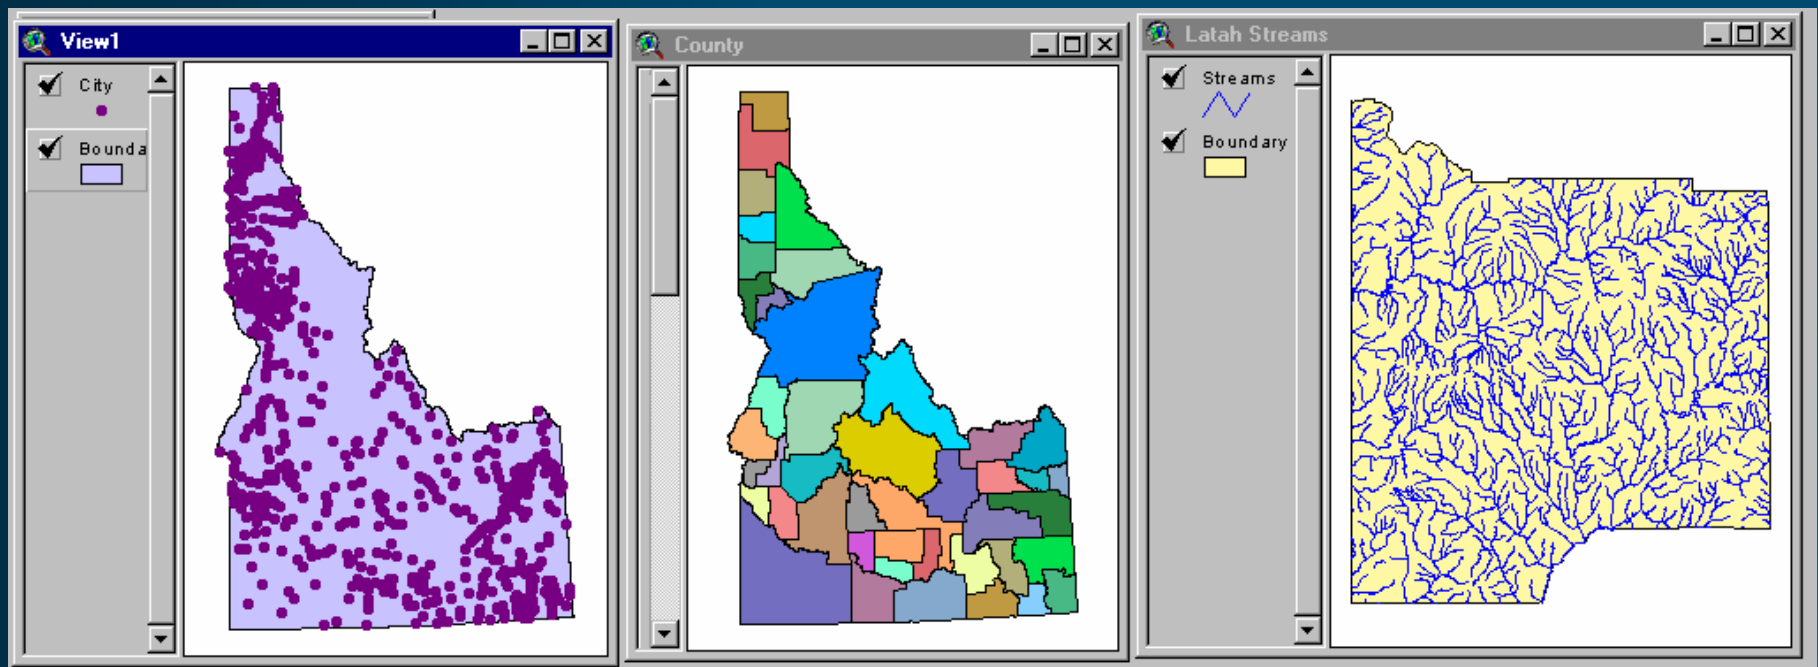 View1
City
Bounda
County
Latah Streams
Streams
Boundary